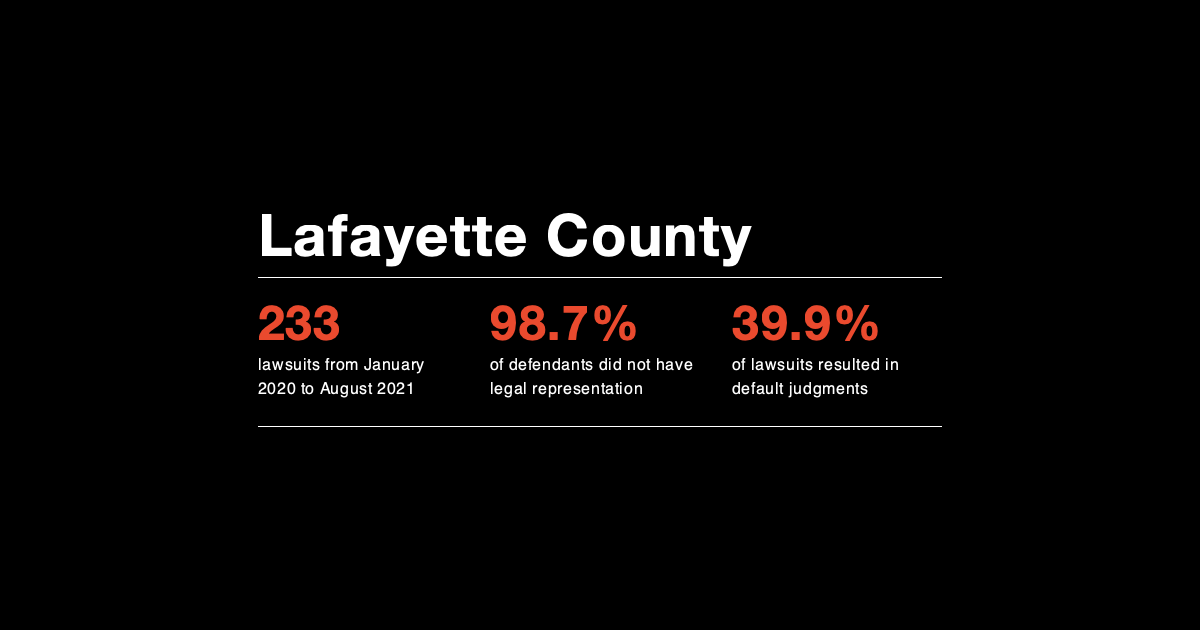 Lafayette County
233
lawsuits from January
2020 to August 2021
98.7%
of defendants did not have
legal representation
39.9%
of lawsuits resulted in
default judgments